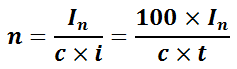 n = Iₙ / (c × i) = (100 × Iₙ) / (c × t)